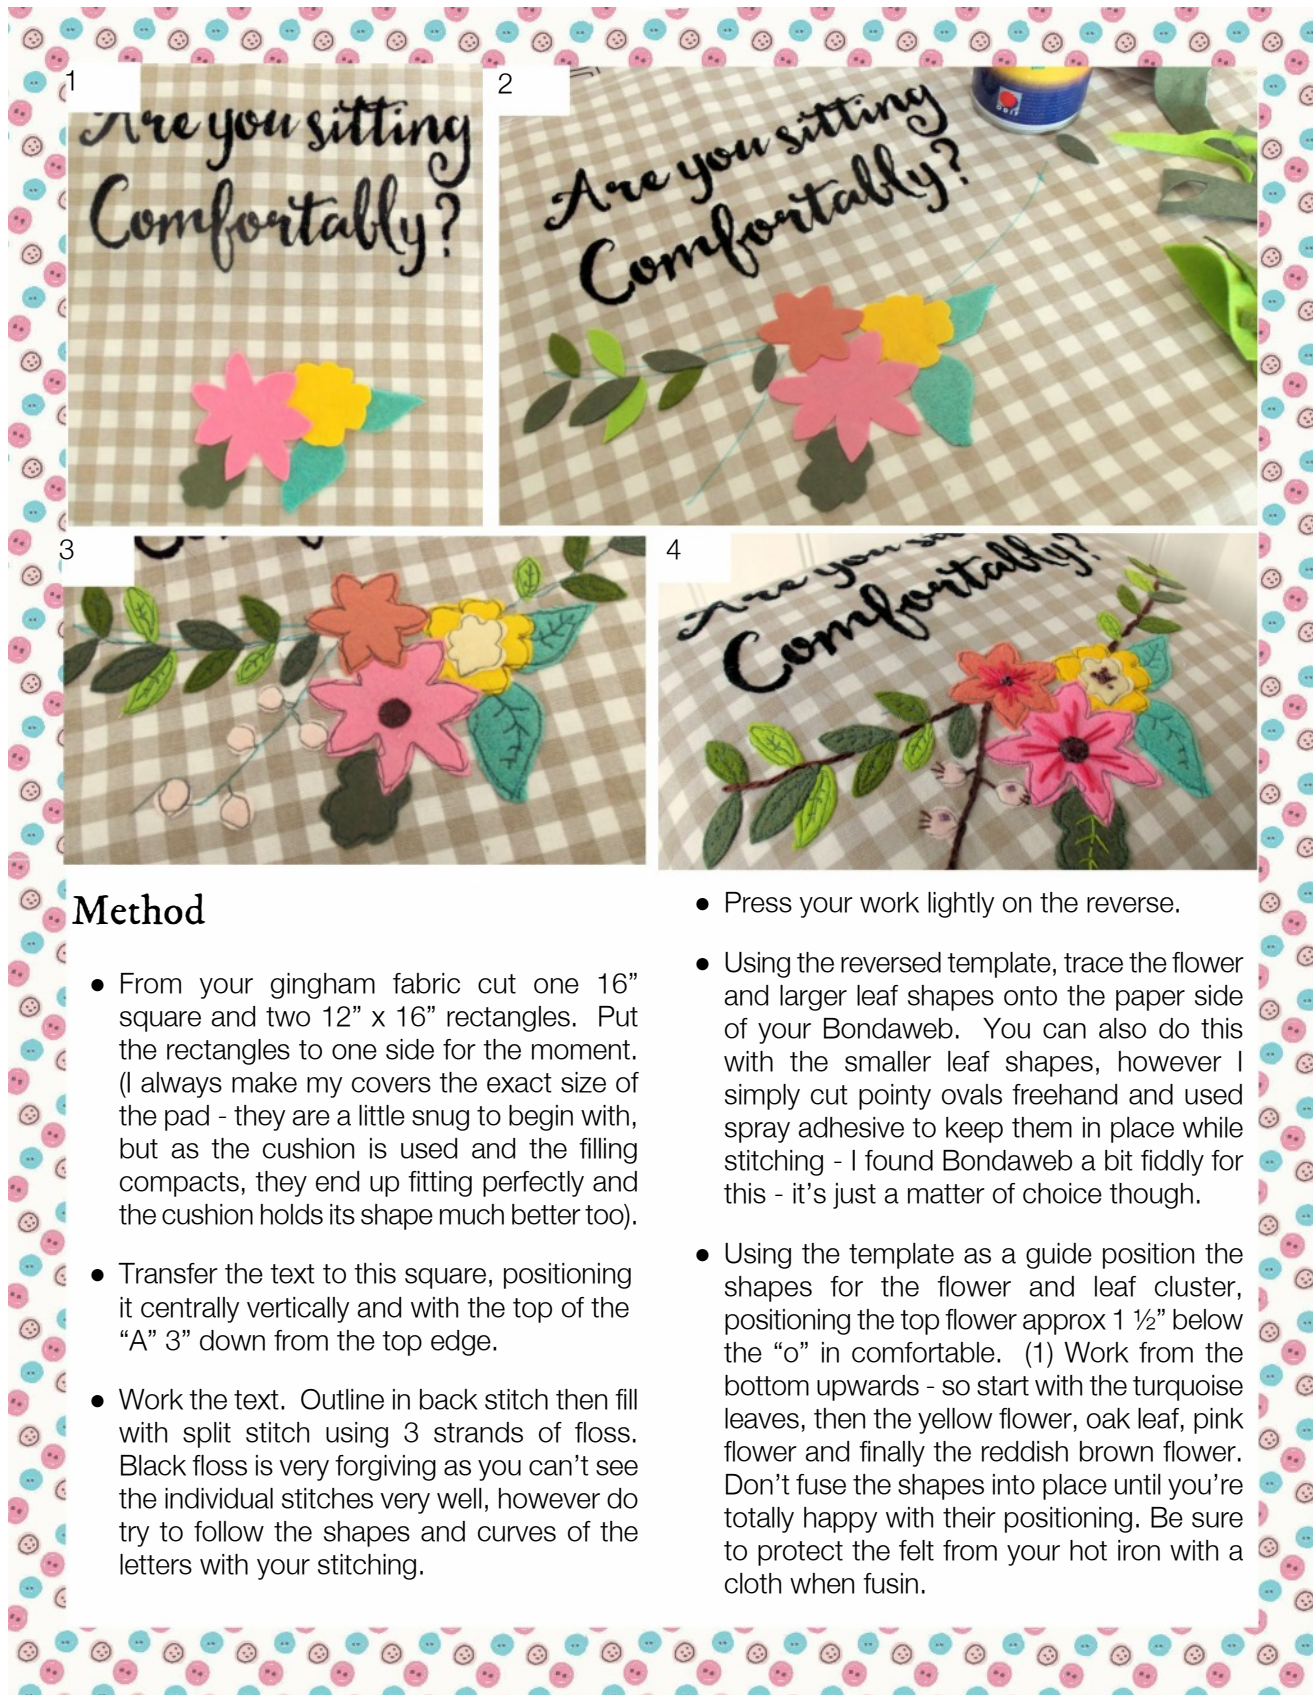 1
Are you sitting
Comfortably?
2
Are you sitting
Comfortably?
3
4
Comfortably?
Method
● From your gingham fabric cut one 16”
square and two 12” x 16” rectangles.  Put
the rectangles to one side for the moment.
(I always make my covers the exact size of
the pad - they are a little snug to begin with,
but as the cushion is used and the filling
compacts, they end up fitting perfectly and
the cushion holds its shape much better too).
● Transfer the text to this square, positioning
it centrally vertically and with the top of the
“A” 3” down from the top edge.
● Work the text.  Outline in back stitch then fill
with split stitch using 3 strands of floss.
Black floss is very forgiving as you can’t see
the individual stitches very well, however do
try to follow the shapes and curves of the
letters with your stitching.
● Press your work lightly on the reverse.
● Using the reversed template, trace the flower
and larger leaf shapes onto the paper side
of your Bondaweb.  You can also do this
with the smaller leaf shapes, however I
simply cut pointy ovals freehand and used
spray adhesive to keep them in place while
stitching - I found Bondaweb a bit fiddly for
this - it’s just a matter of choice though.
● Using the template as a guide position the
shapes for the flower and leaf cluster,
positioning the top flower approx 1 ½” below
the “o” in comfortable.  (1) Work from the
bottom upwards - so start with the turquoise
leaves, then the yellow flower, oak leaf, pink
flower and finally the reddish brown flower.
Don’t fuse the shapes into place until you’re
totally happy with their positioning. Be sure
to protect the felt from your hot iron with a
cloth when fusin.